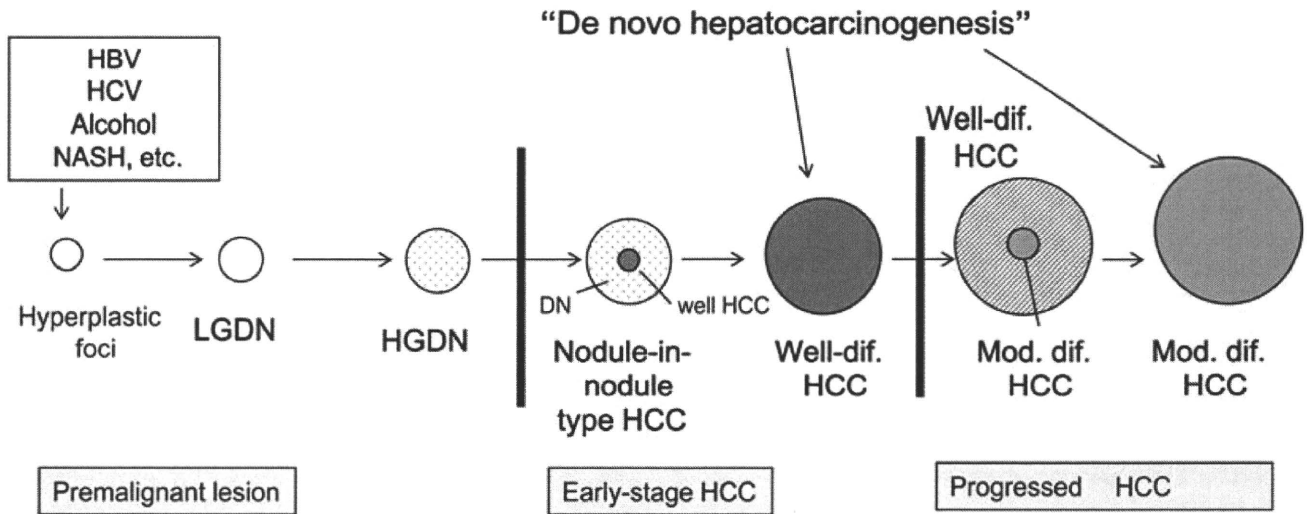 “De novo hepatocarcinogenesis”
HBV
HCV
Alcohol
NASH, etc.
Hyperplastic
foci
LGDN
HGDN
DN
well HCC
Nodule-in-
nodule
type HCC
Well-dif.
HCC
Well-dif.
HCC
Mod. dif.
HCC
Mod. dif.
HCC
Premalignant lesion
Early-stage HCC
Progressed HCC